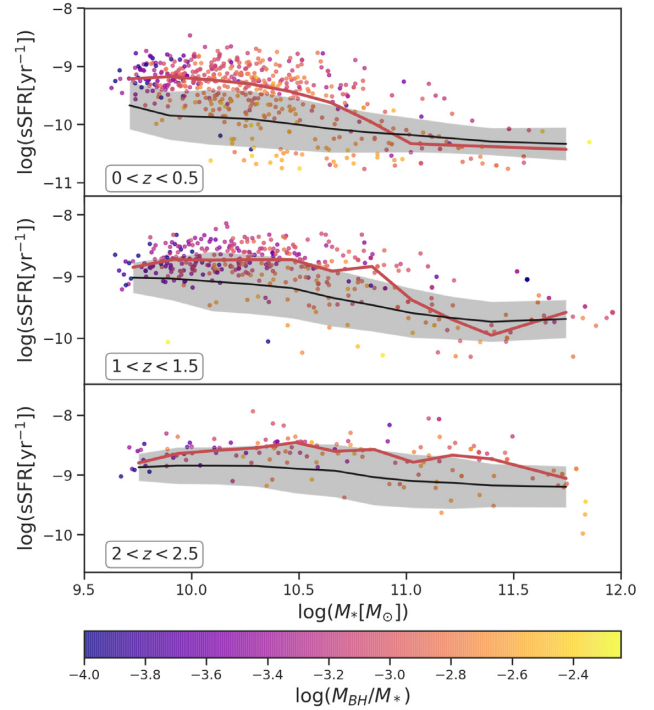 −8
−9
−10
−11
log(sSFR[yr⁻¹])
0 < z < 0.5
−8
−9
−10
log(sSFR[yr⁻¹])
1 < z < 1.5
−8
−9
−10
log(sSFR[yr⁻¹])
2 < z < 2.5
9.5 10.0 10.5 11.0 11.5 12.0
log(M*[M⊙])
−4.0 −3.8 −3.6 −3.4 −3.2 −3.0 −2.8 −2.6 −2.4
log(M_BH/M*)